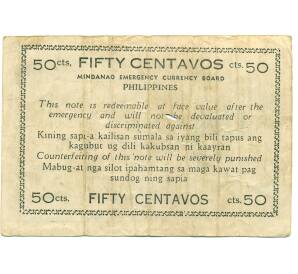 50cts. FIFTY CENTAVOS cts. 50
MINDANAO EMERGENCY CURRENCY BOARD
PHILIPPINES
This note is redeemable at face value after the
emergency and will not be devaluated or
discriminated against
Kining sapi-a kailisan sumala sa iyang bili tapus ang
kagubut ug dili kakubsan ni kaayran
Counterfeiting of this note will be severely punished
Mabug-at nga silot ipahamtang sa maga kawat pag
sundog ning sapia
50cts. FIFTY CENTAVOS cts. 50